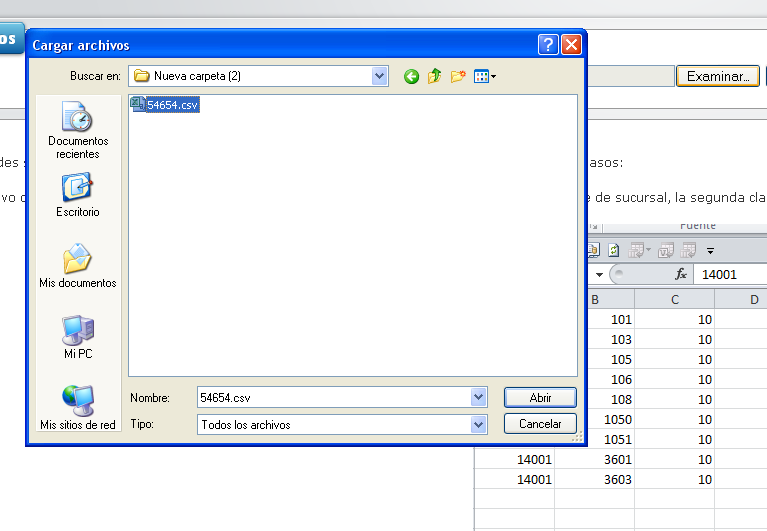 os
Cargar archivos
Buscar en: Nueva carpeta (2)
Examinar...
54654.csv
Documentos
recientes
Escritorio
Mis documentos
Mi PC
Mis sitios de red
Nombre: 54654.csv Abrir
Tipo: Todos los archivos Cancelar
des s
asos:
vo
e de sucursal, la segunda cla
Fuente
fx 14001
B C D
101 10
103 10
105 10
106 10
108 10
1050 10
1051 10
14001 3601 10
14001 3603 10